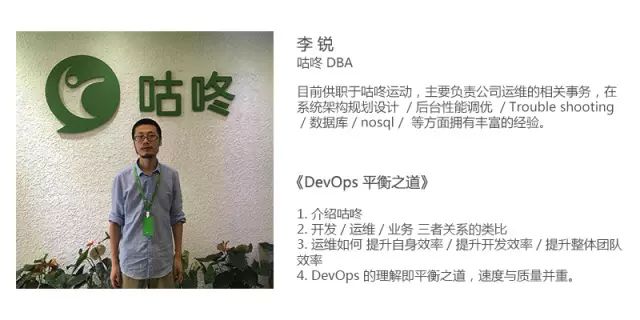 咕咚
李 锐
咕咚 DBA
目前供职于咕咚运动，主要负责公司运维的相关事务，在
系统架构规划设计 / 后台性能调优 / Trouble shooting
/ 数据库 / nosql / 等方面拥有丰富的经验。
《DevOps 平衡之道》
1. 介绍咕咚
2. 开发 / 运维 / 业务 三者关系的类比
3. 运维如何 提升自身效率 / 提升开发效率 / 提升整体团队
效率
4. DevOps 的理解即平衡之道，速度与质量并重。